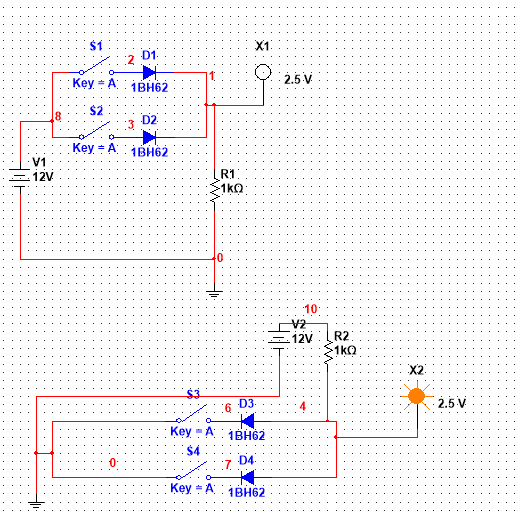 S1
2
D1
1
X1
2.5 V
Key = A
1BH62
8
S2
3
D2
Key = A
1BH62
V1
12V
R1
1kΩ
0
10
V2
12V
R2
1kΩ
X2
2.5 V
S3
6
D3
4
Key = A
1BH62
0
S4
7
D4
Key = A
1BH62